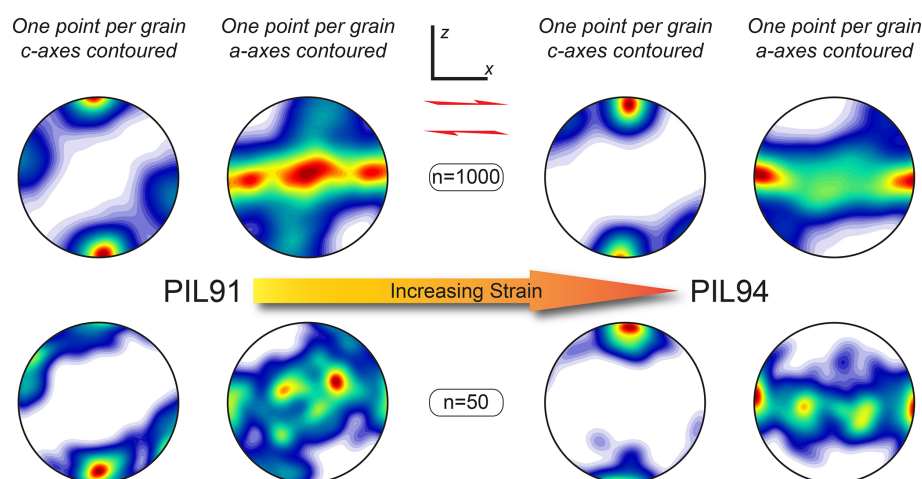 One point per grain
c-axes contoured
One point per grain
a-axes contoured
z
x
One point per grain
c-axes contoured
One point per grain
a-axes contoured
n=1000
PIL91
Increasing Strain
PIL94
n=50